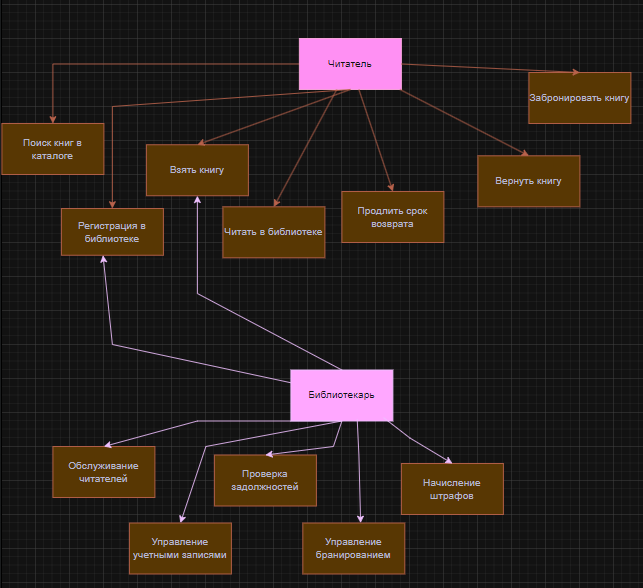 Читатель
Забронировать книгу
Поиск книг в
каталоге
Взять книгу
Вернуть книгу
Регистрация в
библиотеке
Читать в библиотеке
Продлить срок
возврата
Библиотекарь
Обслуживание
читателей
Проверка
задолжностей
Начисление
штрафов
Управление
учетными записями
Управление
бранированием